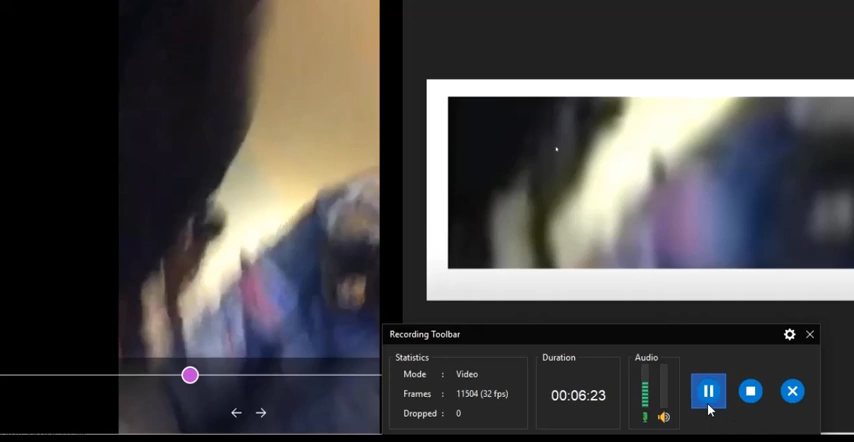 Recording Toolbar
Statistics
Mode : Video
Frames : 11504 (32 fps)
Dropped : 0
Duration
00:06:23
Audio